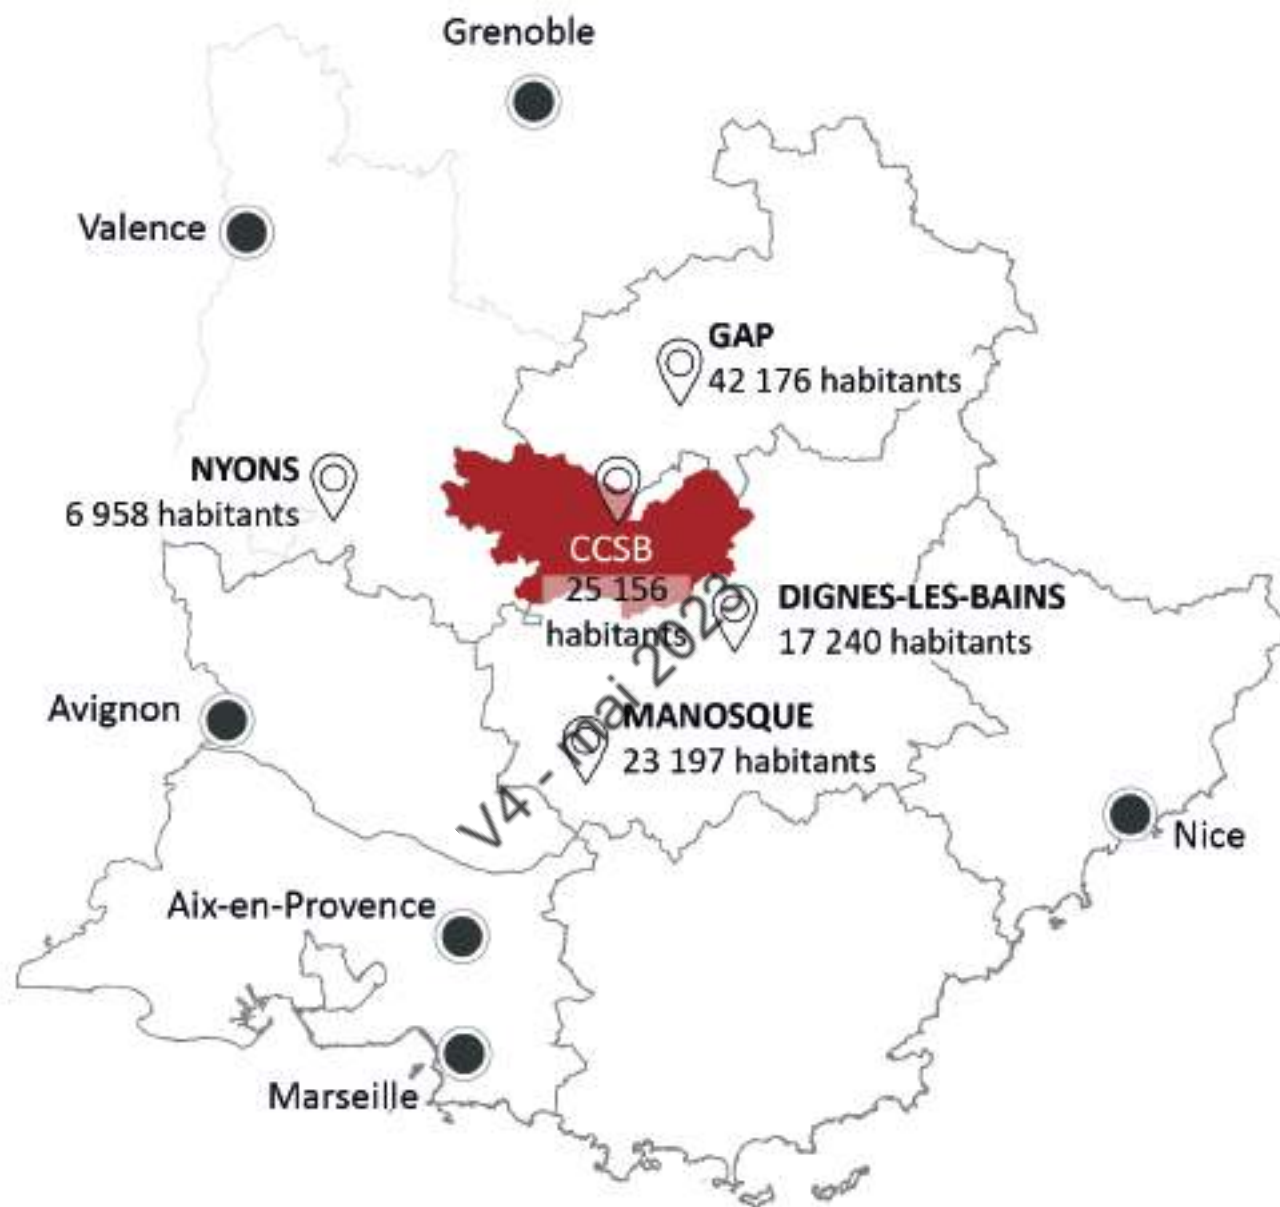 Grenoble
Valence
GAP
42 176 habitants
NYONS
6 958 habitants
CCSB
25 156
habitants
DIGNES-LES-BAINS
17 240 habitants
V4 - mai 2023
MANOSQUE
23 197 habitants
Avignon
Nice
Aix-en-Provence
Marseille